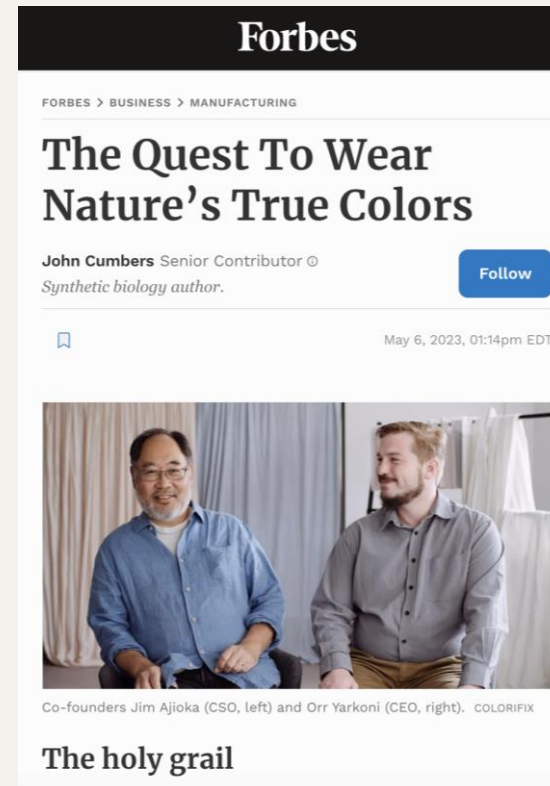 Forbes
FORBES > BUSINESS > MANUFACTURING
The Quest To Wear
Nature’s True Colors
John Cumbers Senior Contributor
Synthetic biology author.
Follow
May 6, 2023, 01:14pm EDT
Co-founders Jim Ajioka (CSO, left) and Orr Yarkoni (CEO, right). COLORIFIX
The holy grail